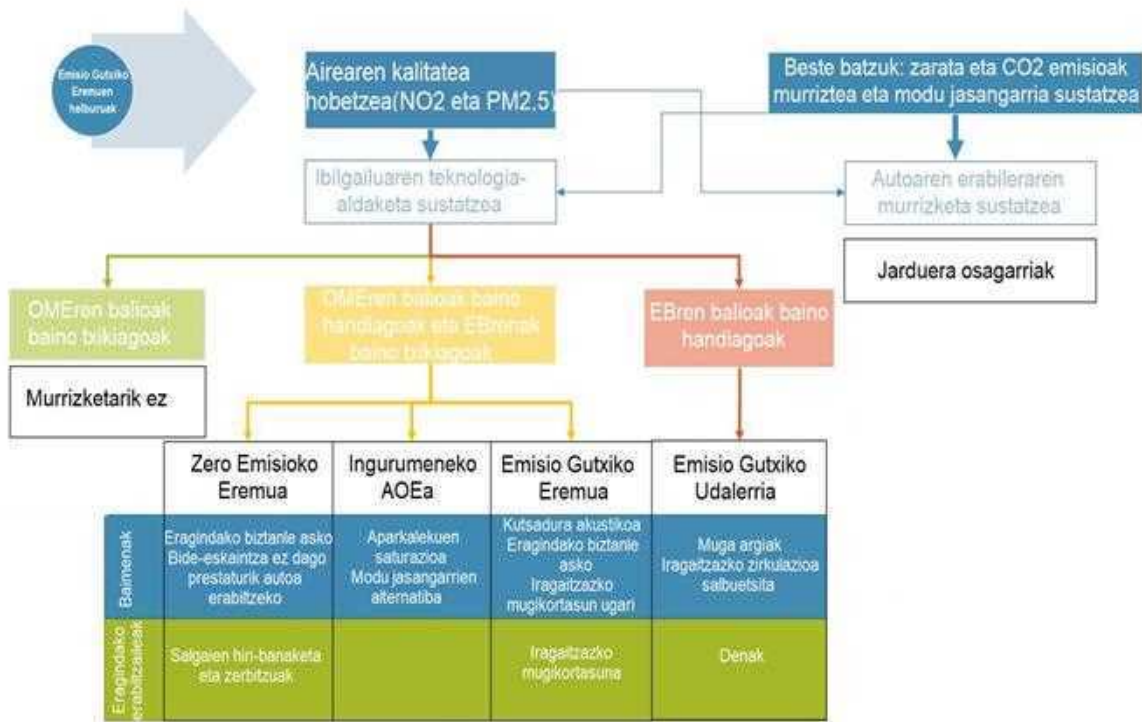 Emisio Gutxiko
Eremuen
helburuak
Airearen kalitatea
hobetzea(NO2 eta PM2,5)
Beste batzuk: zarata eta CO2 emisioak
murriztea eta modu jasangarria sustatzea
Ibilgailuaren teknologia-
aldaketa sustatzea
Autoaren erabileraren
murrizketa sustatzea
Jarduera osagarriak
OMEren balioak
baino txikiagoak
OMEren balioak baino
handiagoak eta EBrenak
baino txikiagoak
EBren balioak baino
handiagoak
Murrizketarik ez
Zero Emisioko
Eremua
Ingurumeneko
AOEa
Emisio Gutxiko
Eremua
Emisio Gutxiko
Udalerria
Baimenak
Eragindako biztanle asko
Bide-eskaintza ez dago
prestaturik autoa
erabiltzeko
Aparkalekuen
saturazioa
Modu jasangarrien
alternatiba
Kutsadura akustikoa
Eragindako biztanle
asko
Iragaitzazko
mugikortasun ugari
Muga argiak
Iragaitzazko zirkulazioa
salbuetsita
Eragindako
erabiltzaileak
Salgaien hiri-banaketa
eta zerbitzuak
Iragaitzazko
mugikortasuna
Denak